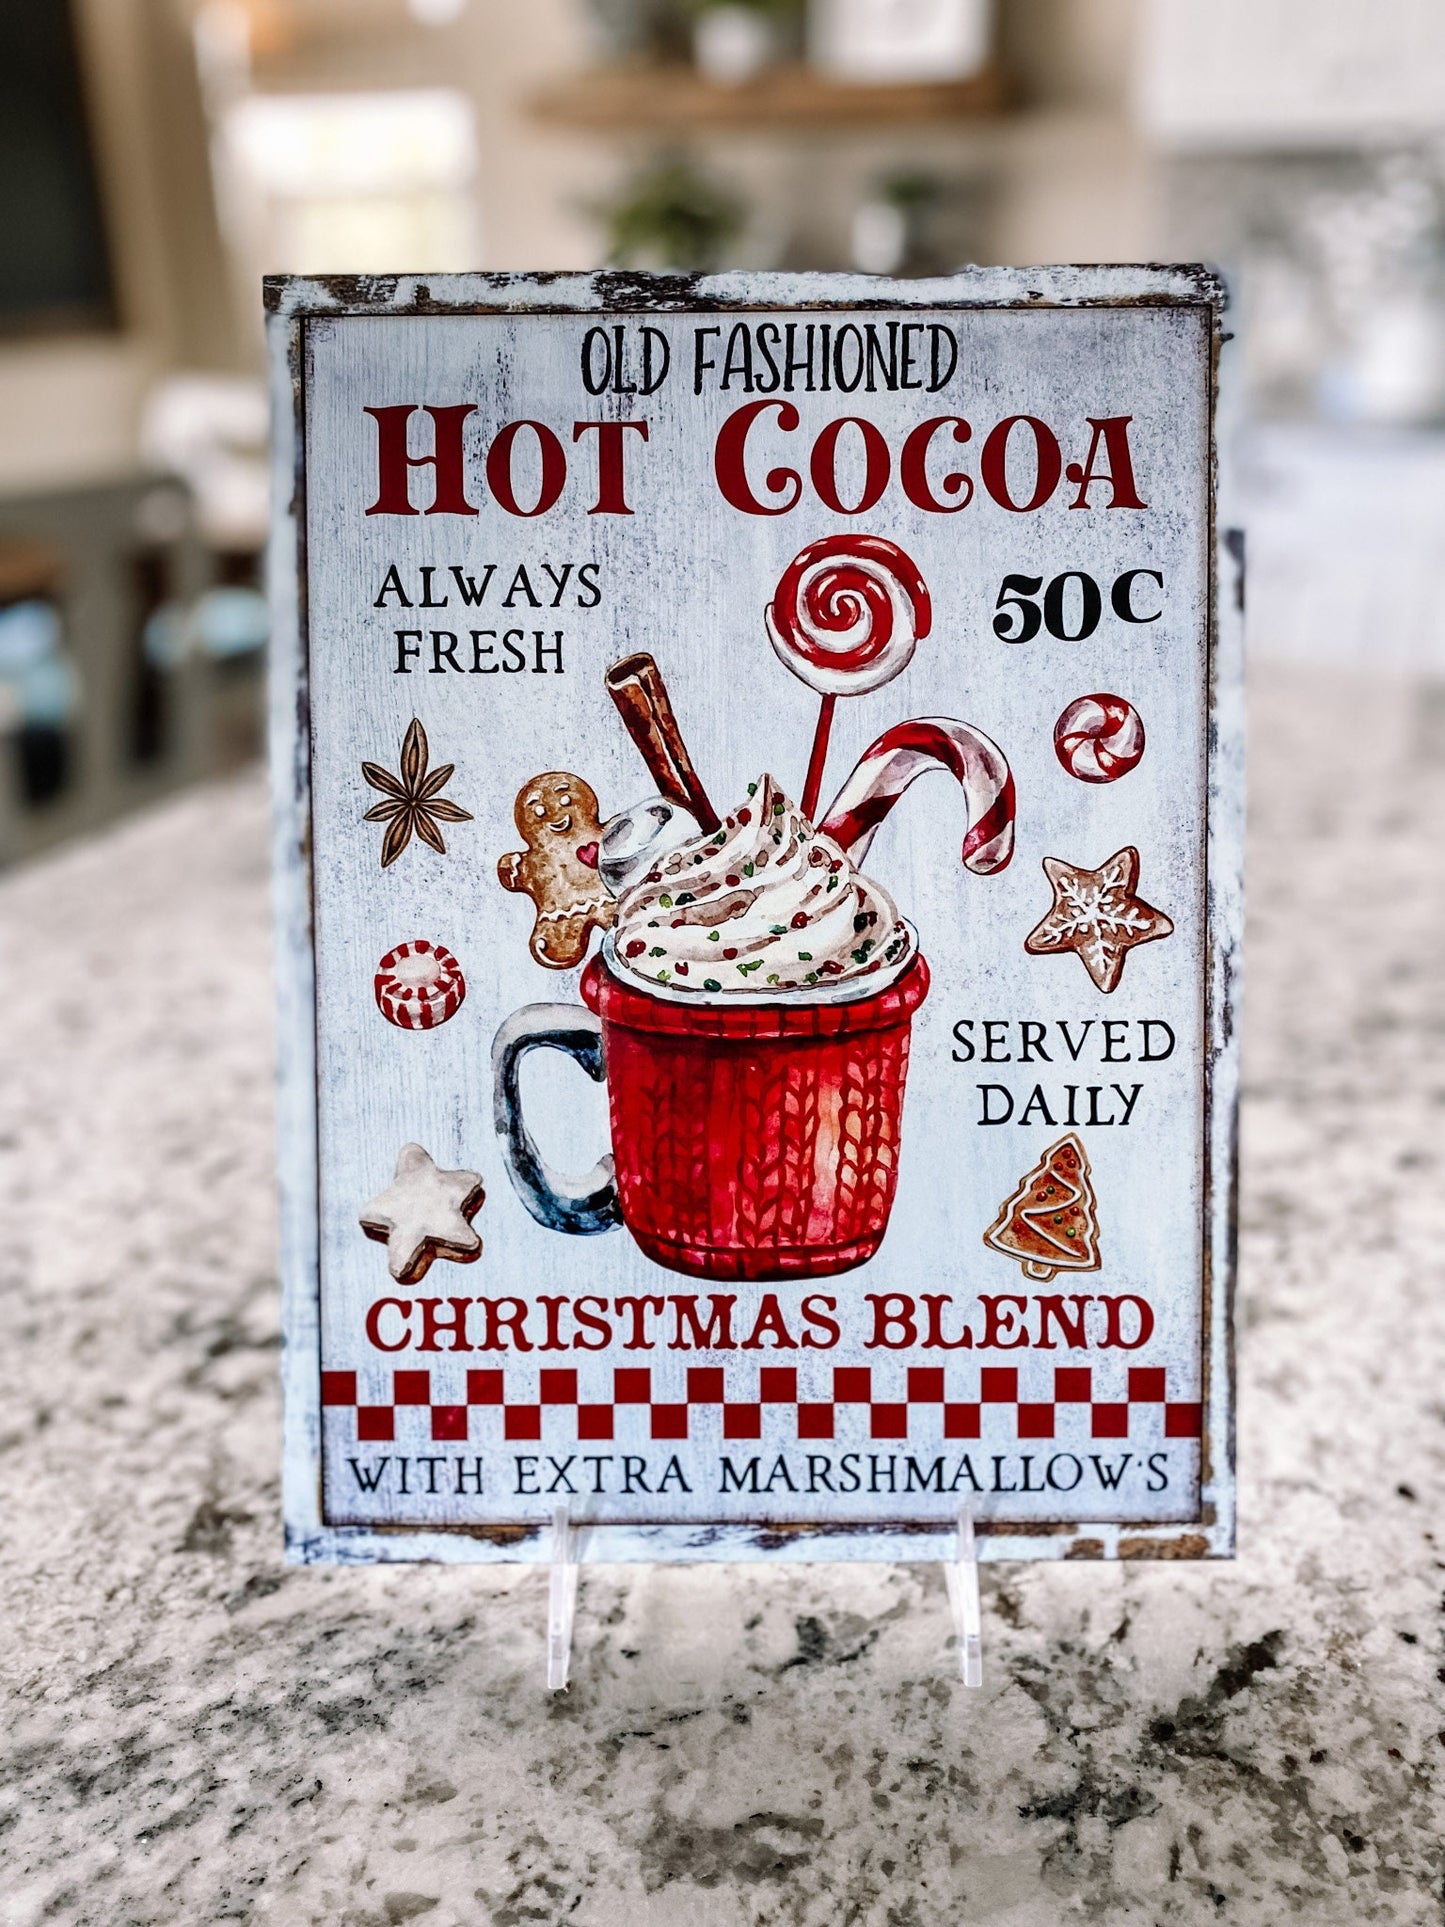 OLD FASHIONED
HOT COCOA
ALWAYS
FRESH
50C
SERVED
DAILY
CHRISTMAS BLEND
WITH EXTRA MARSHMALLOW'S